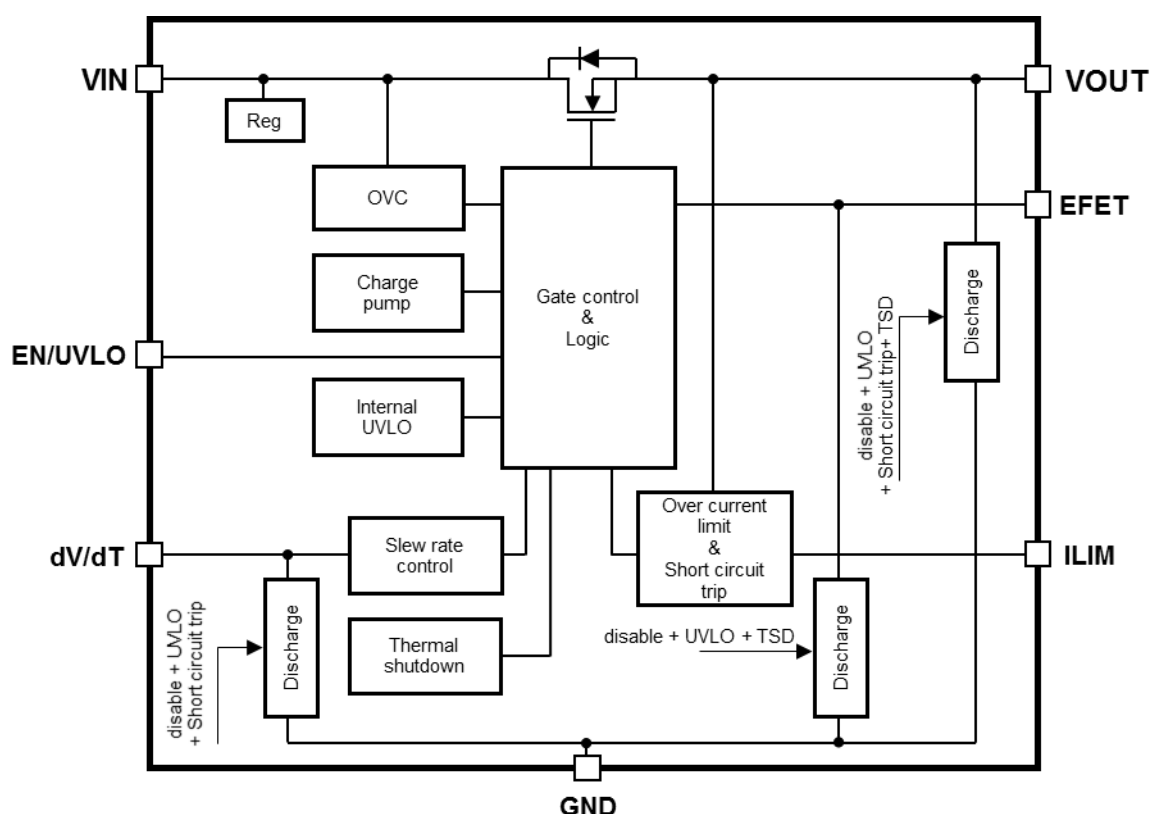 VIN
VOUT
Reg
OVC
EFET
Charge
pump
Gate control
&
Logic
Discharge
disable + UVLO
+ Short circuit trip+ TSD
EN/UVLO
Internal
UVLO
Over current
limit
&
Short circuit
trip
dV/dT
Slew rate
control
ILIM
Discharge
disable + UVLO
+ Short circuit trip
Thermal
shutdown
disable + UVLO + TSD
Discharge
GND